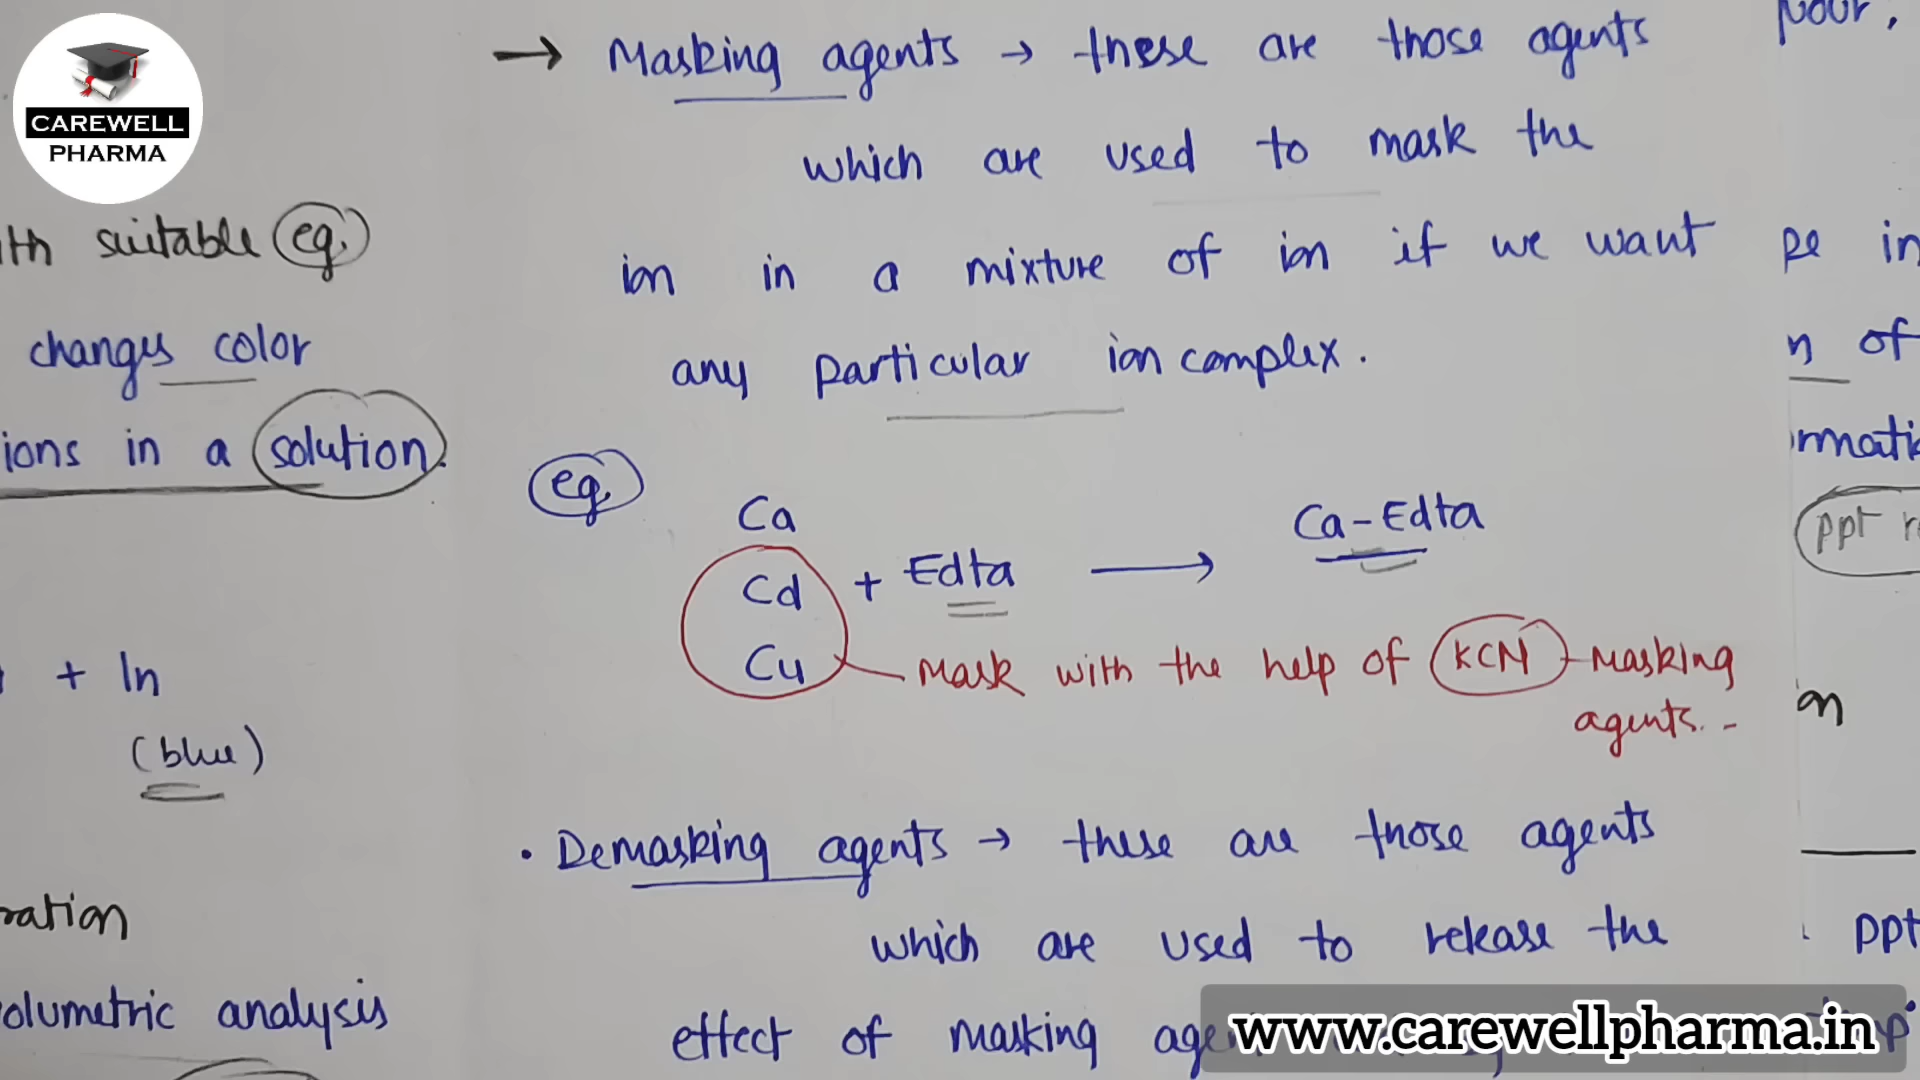 CAREWELL
PHARMA
suitable eg.
changes color
ions in a solution.
+ In
(blue)
analysis
→ Masking agents → these are those agents
which are used to mask the
ion in a mixture of ion if we want
any particular ion complex.
eg.
Ca
Cd + Edta ⟶ Ca-Edta
Cu
mask with the help of KCN - masking
agents. -
· Demasking agents → these are those agents
which are used to release the
effect of masking
in
of
ppt
ppt
www.carewellpharma.in